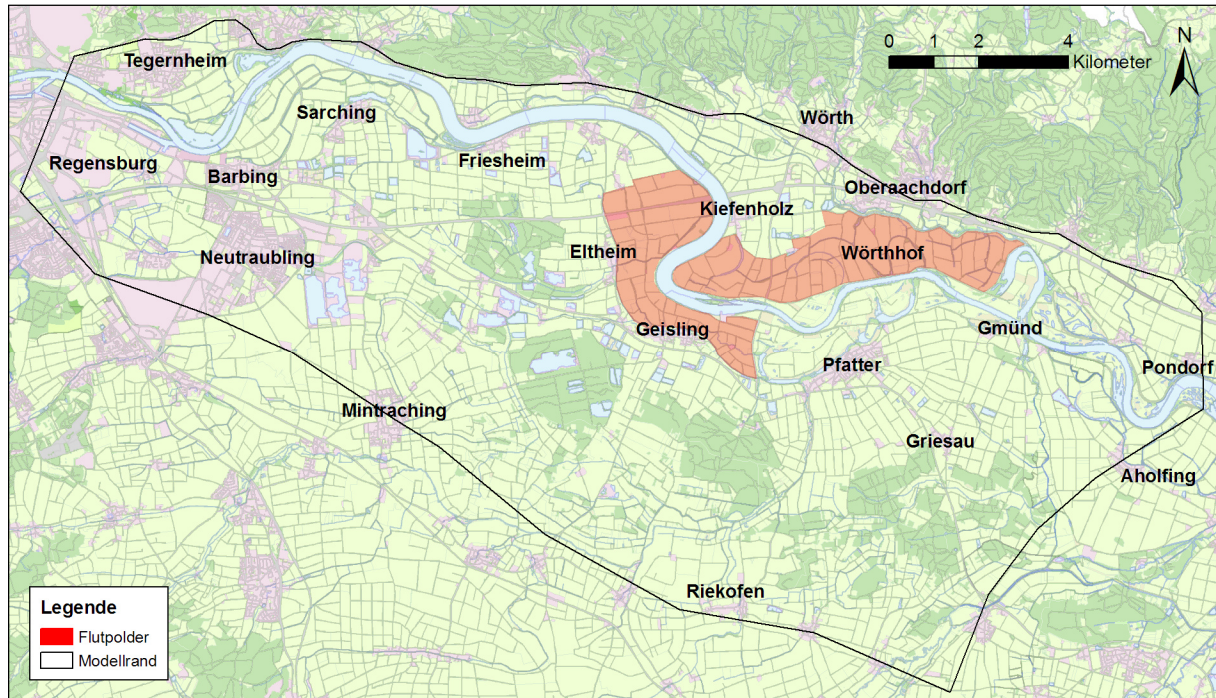 N
0 1 2 4
Kilometer
Tegernheim
Sarching
Wörth
Regensburg
Barbing
Friesheim
Oberaachdorf
Kiefenholz
Neutraubling
Eltheim
Wörthhof
Geisling
Gmünd
Pfatter
Pondorf
Mintraching
Griesau
Aholfing
Riekofen
Legende
Flutpolder
Modellrand